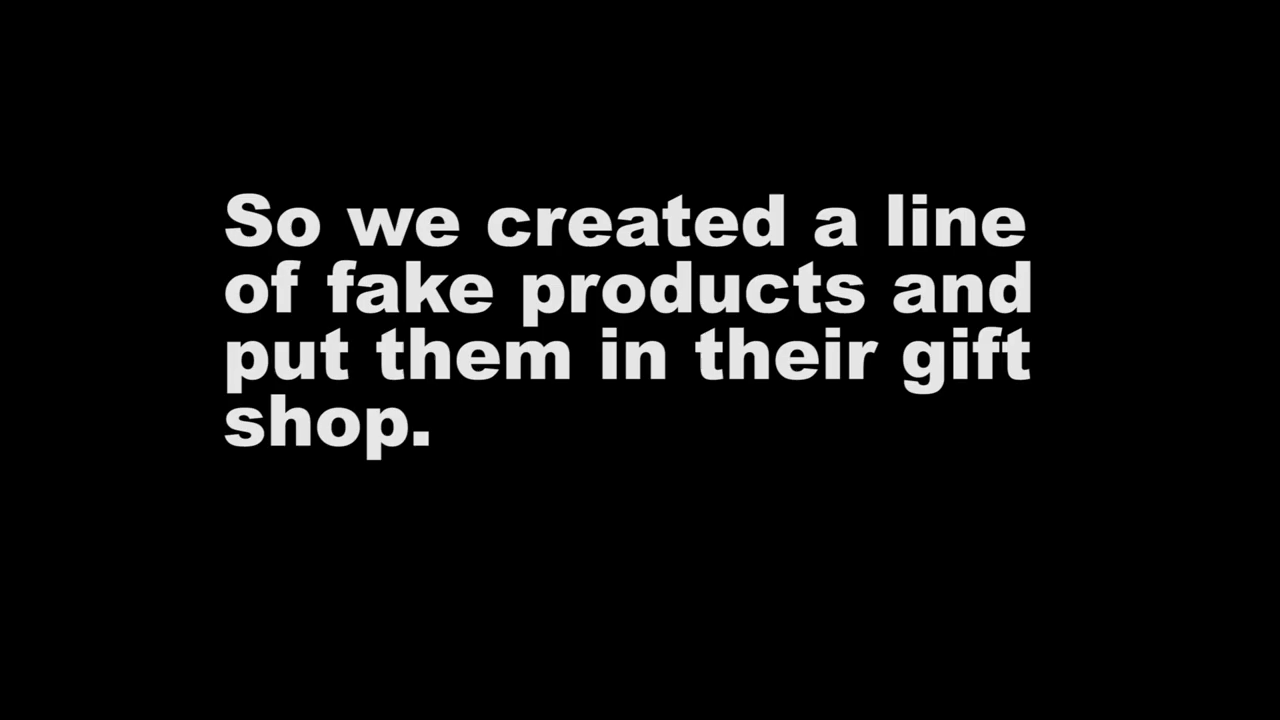 So we created a line
of fake products and
put them in their gift
shop.